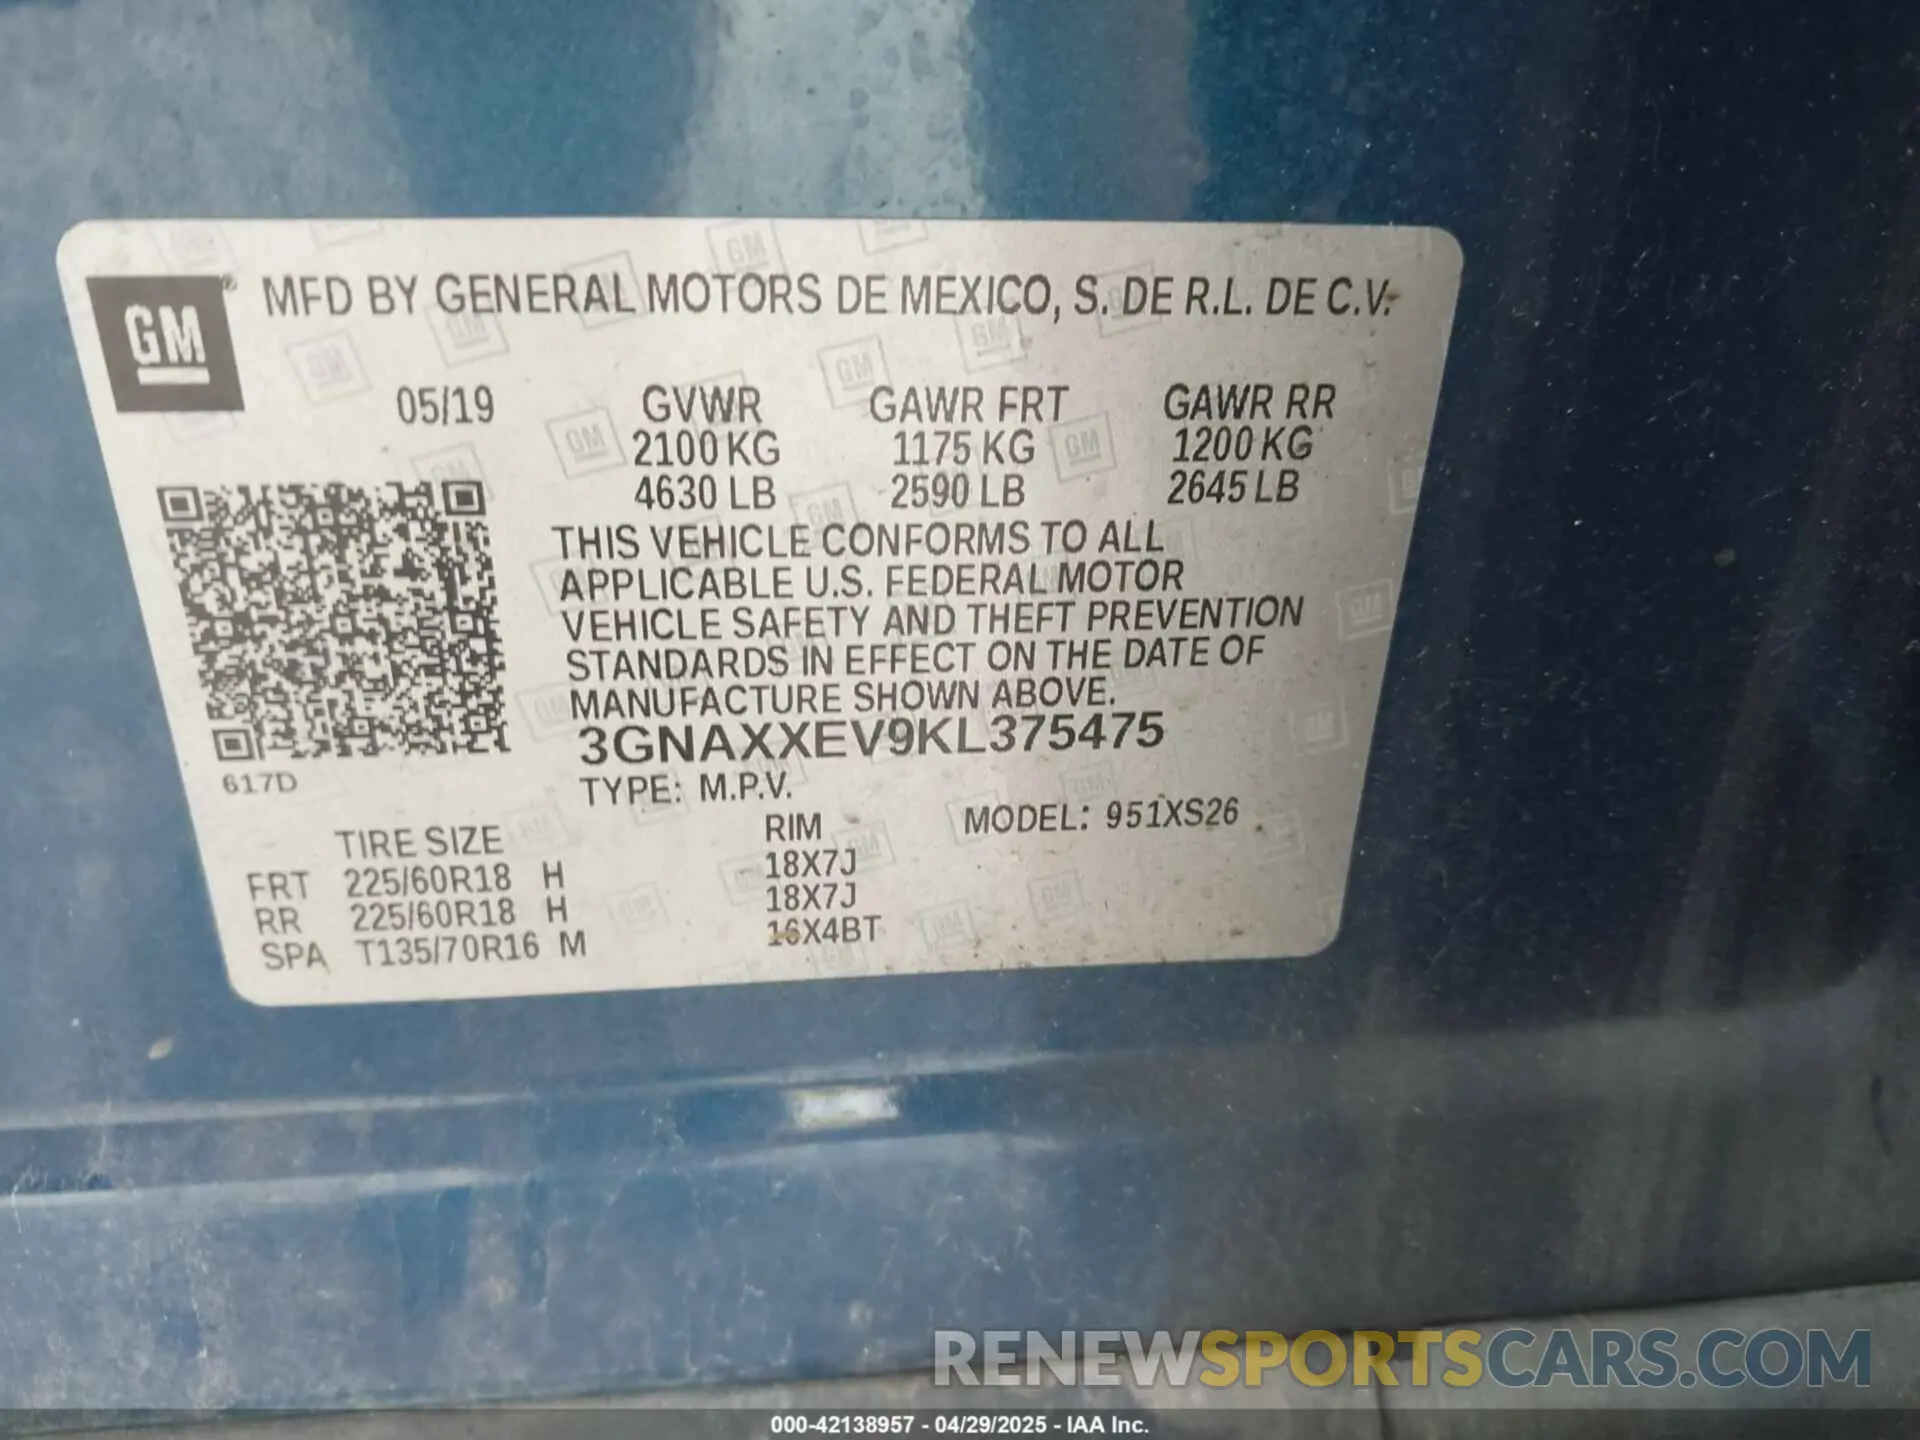 GM® MFD BY GENERAL MOTORS DE MEXICO, S. DE R.L. DE C.V.
05/19 GVWR GAWR FRT GAWR RR
2100 KG 1175 KG 1200 KG
4630 LB 2590 LB 2645 LB
THIS VEHICLE CONFORMS TO ALL
APPLICABLE U.S. FEDERAL MOTOR
VEHICLE SAFETY AND THEFT PREVENTION
STANDARDS IN EFFECT ON THE DATE OF
MANUFACTURE SHOWN ABOVE.
3GNAXXEV9KL375475
617D
TYPE: M.P.V.
TIRE SIZE RIM MODEL: 951XS26
FRT 225/60R18 H 18X7J
RR 225/60R18 H 18X7J
SPA T135/70R16 M 16X4BT
RENEWSPORTSCARS.COM
000-42138957 - 04/29/2025 - IAA Inc.